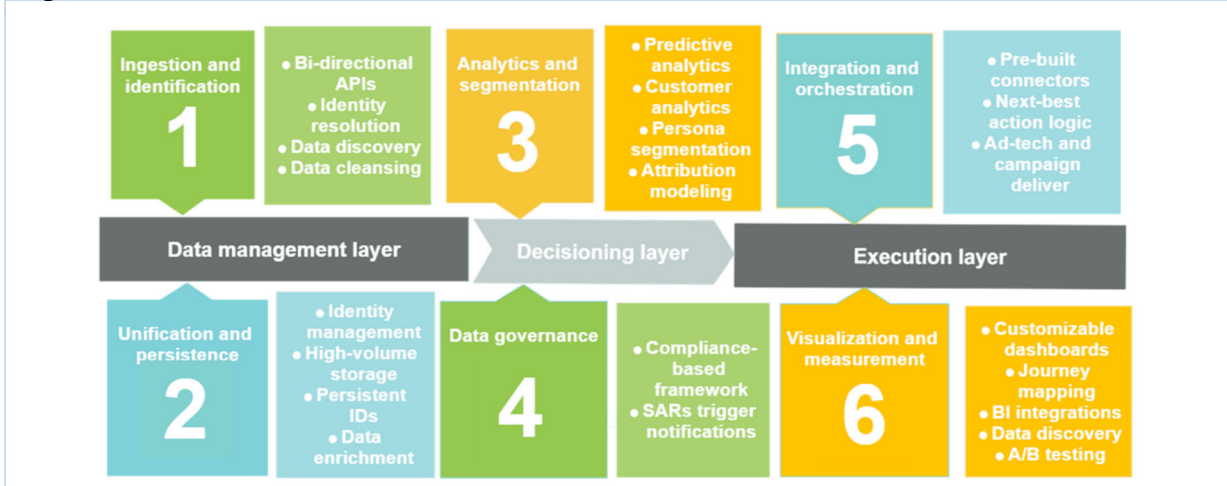 Ingestion and
identification
1
● Bi-directional
APIs
● Identity
resolution
● Data discovery
● Data cleansing
Analytics and
segmentation
3
● Predictive
analytics
● Customer
analytics
● Persona
segmentation
● Attribution
modeling
Integration and
orchestration
5
● Pre-built
connectors
● Next-best
action logic
● Ad-tech and
campaign
deliver
Data management layer
Decisioning layer
Execution layer
Unification and
persistence
2
● Identity
management
● High-volume
storage
● Persistent
IDs
● Data
enrichment
Data governance
4
● Compliance-
based
framework
● SARs trigger
notifications
Visualization and
measurement
6
● Customizable
dashboards
● Journey
mapping
● BI integrations
● Data discovery
● A/B testing